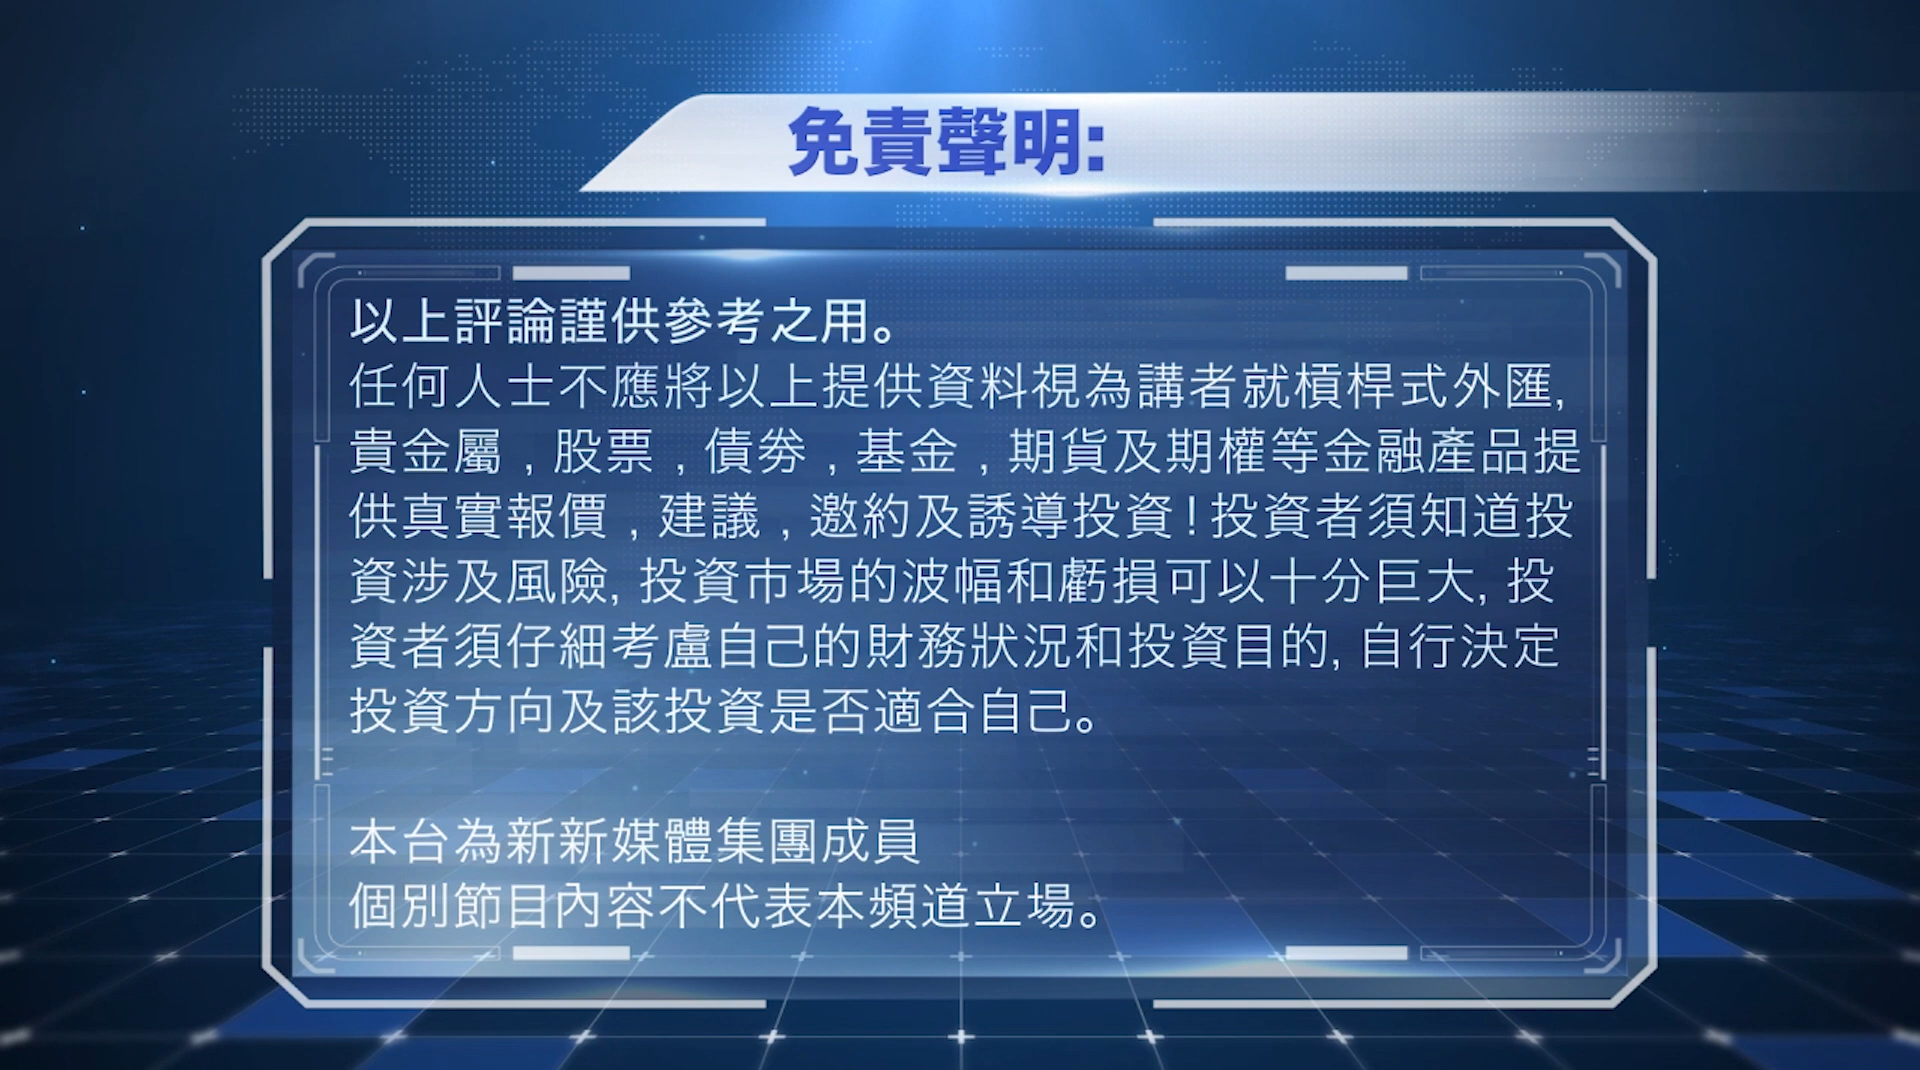 免責聲明:
以上評論謹供參考之用。
任何人士不應將以上提供資料視為講者就槓桿式外匯,
貴金屬,股票,債券,基金,期貨及期權等金融產品提
供真實報價,建議,邀約及誘導投資!投資者須知道投
資涉及風險,投資市場的波幅和虧損可以十分巨大,投
資者須仔細考盧自己的財務狀況和投資目的,自行決定
投資方向及該投資是否適合自己。
本台為新新媒體集團成員
個別節目內容不代表本頻道立場。